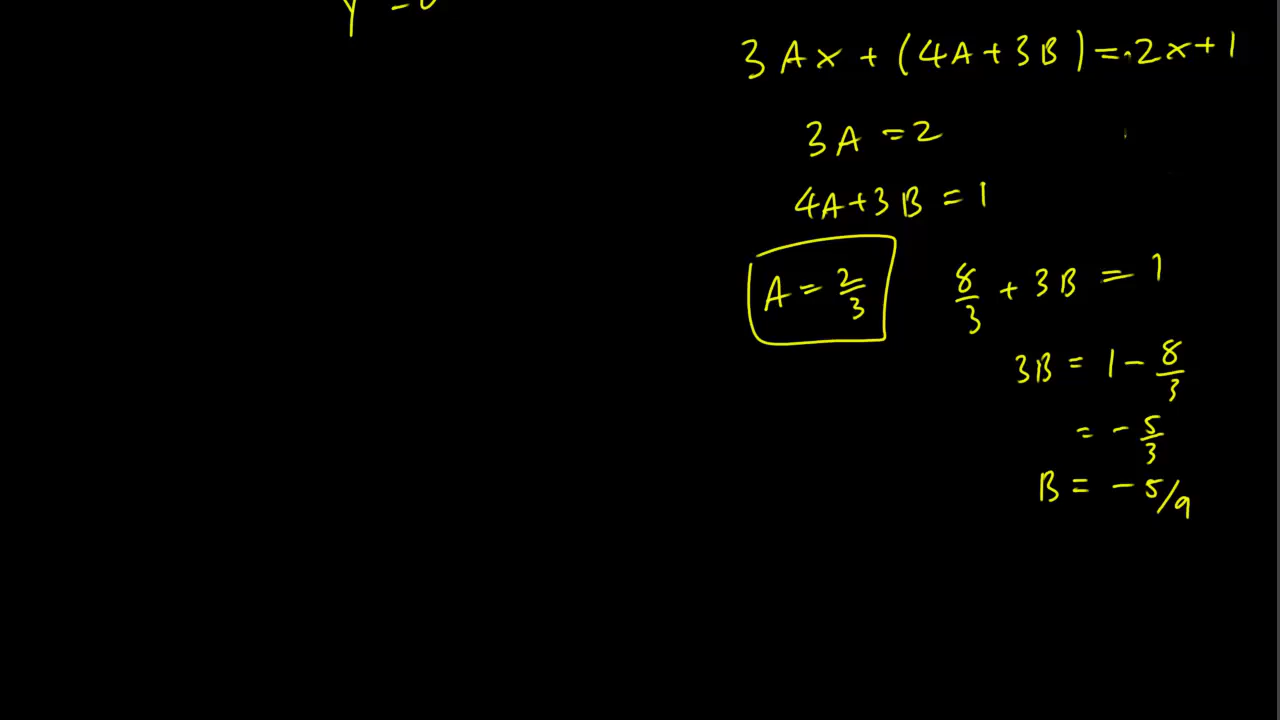 Y = 0
3Ax + (4A+3B) = 2x+1
3A = 2
4A+3B = 1
A = 2/3
8/3 + 3B = 1
3B = 1 - 8/3
= - 5/3
B = - 5/9